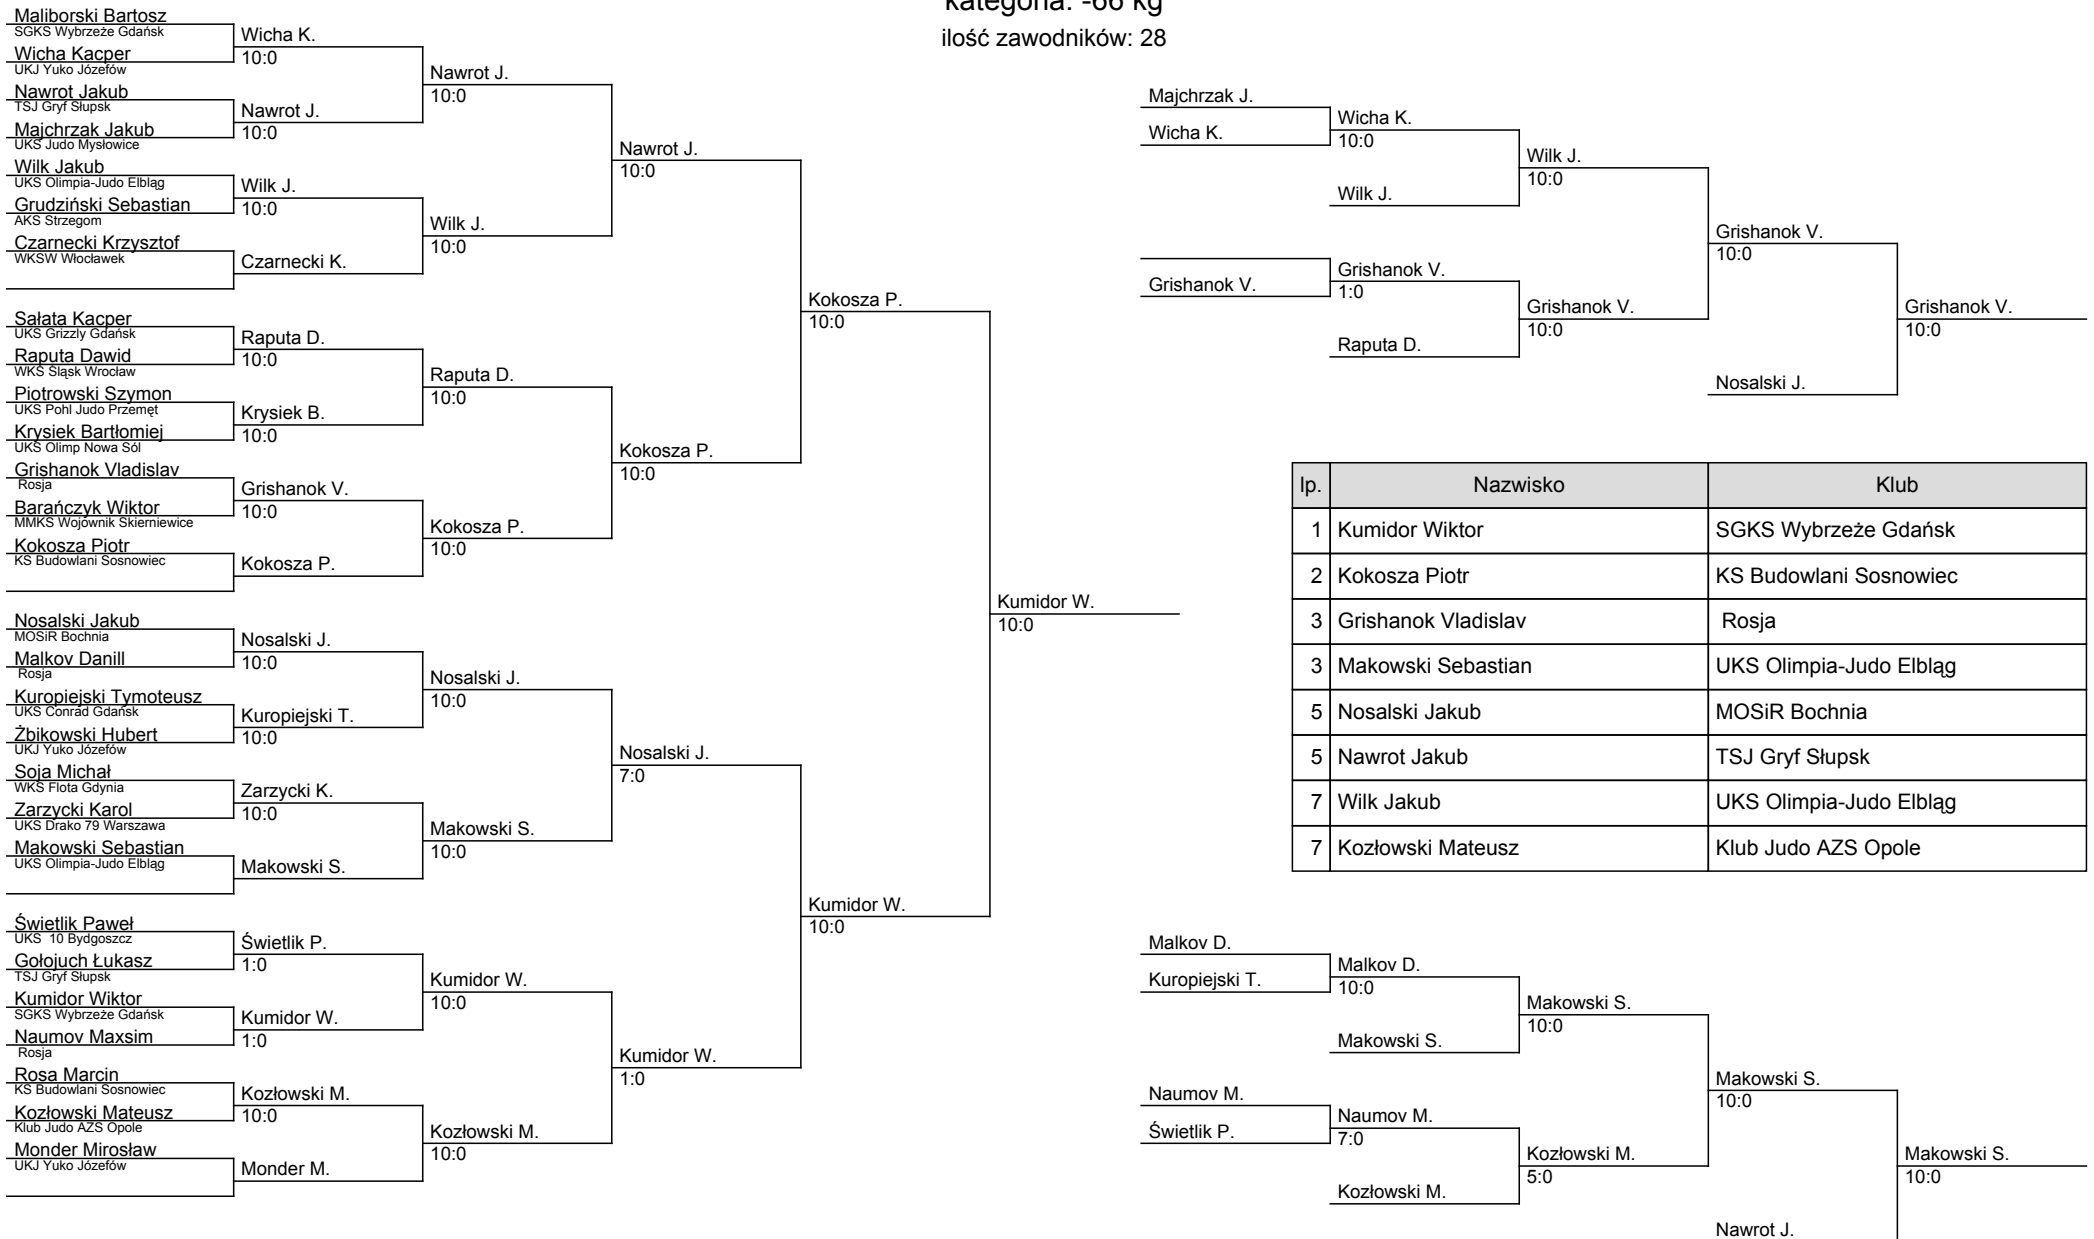 kategoria: -66 kg
ilość zawodników: 28
Maliborski Bartosz
SGKS Wybrzeże Gdańsk
Wicha Kacper
UKJ Yuko Józefów
Nawrot Jakub
TSJ Gryf Słupsk
Majchrzak Jakub
UKS Judo Mysłowice
Wilk Jakub
UKS Olimpia-Judo Elbląg
Grudziński Sebastian
AKS Strzegom
Czarnecki Krzysztof
WKSW Włocławek
Sałata Kacper
UKS Grizzly Gdańsk
Raputa Dawid
WKS Śląsk Wrocław
Piotrowski Szymon
UKS Pohl Judo Przemęt
Krysiek Bartłomiej
UKS Olimp Nowa Sól
Grishanok Vladislav
Rosja
Barańczyk Wiktor
MMKS Wojownik Skierniewice
Kokosza Piotr
KS Budowlani Sosnowiec
Nosalski Jakub
MOSiR Bochnia
Malkov Danill
Rosja
Kuropiejski Tymoteusz
UKS Conrad Gdańsk
Żbikowski Hubert
UKJ Yuko Józefów
Soja Michał
WKS Flota Gdynia
Zarzycki Karol
UKS Drako 79 Warszawa
Makowski Sebastian
UKS Olimpia-Judo Elbląg
Świetlik Paweł
UKS 10 Bydgoszcz
Gołojuch Łukasz
TSJ Gryf Słupsk
Kumidor Wiktor
SGKS Wybrzeże Gdańsk
Naumov Maxsim
Rosja
Rosa Marcin
KS Budowlani Sosnowiec
Kozłowski Mateusz
Klub Judo AZS Opole
Monder Mirosław
UKJ Yuko Józefów
Wicha K.
10:0
Nawrot J.
10:0
Wilk J.
10:0
Czarnecki K.
Raputa D.
10:0
Krysiek B.
10:0
Grishanok V.
10:0
Kokosza P.
Nosalski J.
10:0
Kuropiejski T.
10:0
Zarzycki K.
10:0
Makowski S.
Świetlik P.
1:0
Kumidor W.
1:0
Kozłowski M.
10:0
Monder M.
Nawrot J.
10:0
Wilk J.
10:0
Raputa D.
10:0
Kokosza P.
10:0
Nosalski J.
10:0
Makowski S.
10:0
Kumidor W.
10:0
Kozłowski M.
10:0
Nawrot J.
10:0
Kokosza P.
10:0
Nosalski J.
7:0
Kumidor W.
1:0
Kokosza P.
10:0
Kumidor W.
10:0
Kumidor W.
10:0
Majchrzak J.
Wicha K.
Wicha K.
10:0
Wilk J.
Wilk J.
10:0
Grishanok V.
Grishanok V.
1:0
Raputa D.
Grishanok V.
10:0
Grishanok V.
10:0
Nosalski J.
Grishanok V.
10:0
lp. Nazwisko Klub
1 Kumidor Wiktor SGKS Wybrzeże Gdańsk
2 Kokosza Piotr KS Budowlani Sosnowiec
3 Grishanok Vladislav Rosja
3 Makowski Sebastian UKS Olimpia-Judo Elbląg
5 Nosalski Jakub MOSiR Bochnia
5 Nawrot Jakub TSJ Gryf Słupsk
7 Wilk Jakub UKS Olimpia-Judo Elbląg
7 Kozłowski Mateusz Klub Judo AZS Opole
Malkov D.
Kuropiejski T.
Malkov D.
10:0
Makowski S.
Makowski S.
10:0
Naumov M.
Świetlik P.
Naumov M.
7:0
Kozłowski M.
Kozłowski M.
5:0
Makowski S.
10:0
Nawrot J.
Makowski S.
10:0